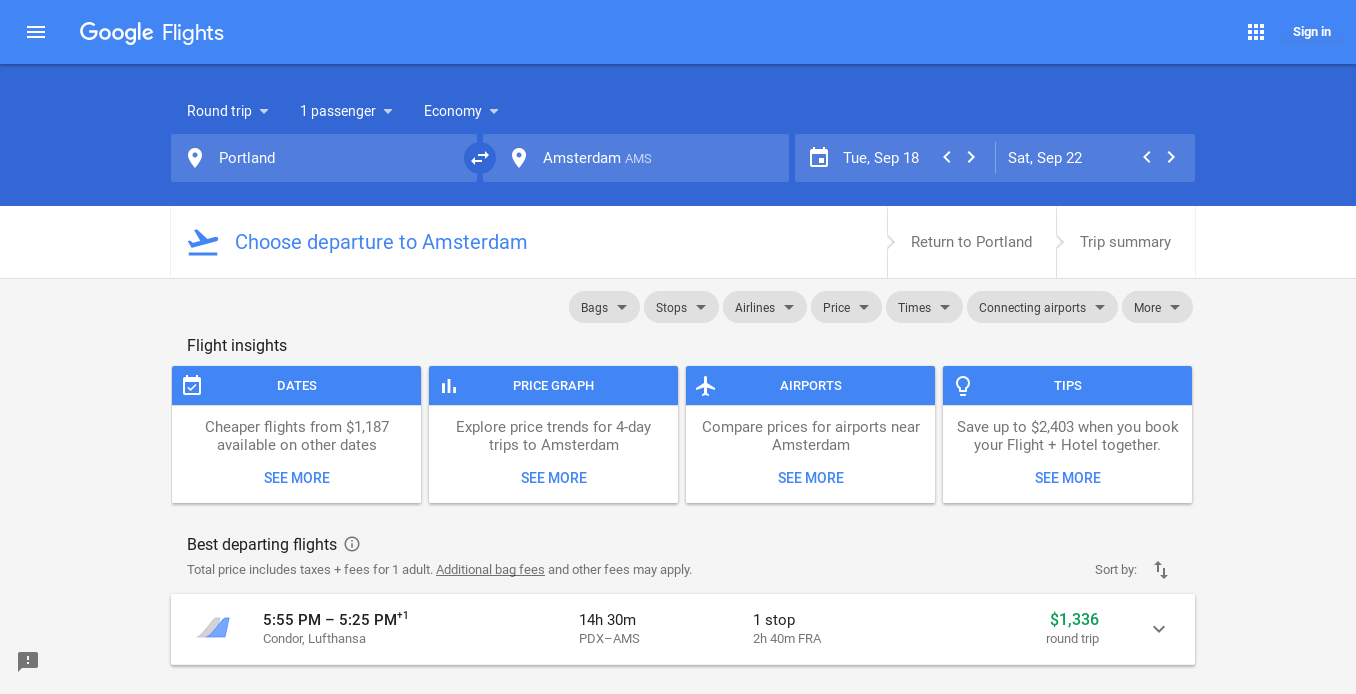 Google Flights
Sign in
Round trip
1 passenger
Economy
Portland
Amsterdam AMS
Tue, Sep 18
Sat, Sep 22
Choose departure to Amsterdam
Return to Portland
Trip summary
Bags
Stops
Airlines
Price
Times
Connecting airports
More
Flight insights
DATES
Cheaper flights from $1,187
available on other dates
SEE MORE
PRICE GRAPH
Explore price trends for 4-day
trips to Amsterdam
SEE MORE
AIRPORTS
Compare prices for airports near
Amsterdam
SEE MORE
TIPS
Save up to $2,403 when you book
your Flight + Hotel together.
SEE MORE
Best departing flights
Total price includes taxes + fees for 1 adult. Additional bag fees and other fees may apply.
Sort by:
5:55 PM – 5:25 PM+1
Condor, Lufthansa
14h 30m
PDX–AMS
1 stop
2h 40m FRA
$1,336
round trip